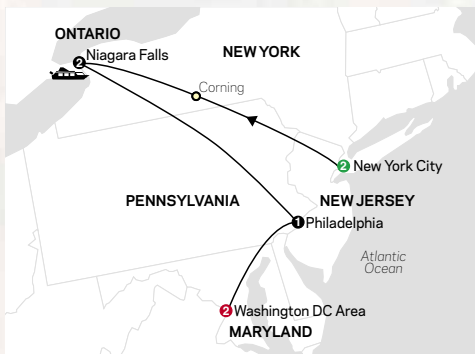 ONTARIO
NEW YORK
2 Niagara Falls
Corning
2 New York City
PENNSYLVANIA
NEW JERSEY
1 Philadelphia
Atlantic
Ocean
2 Washington DC Area
MARYLAND